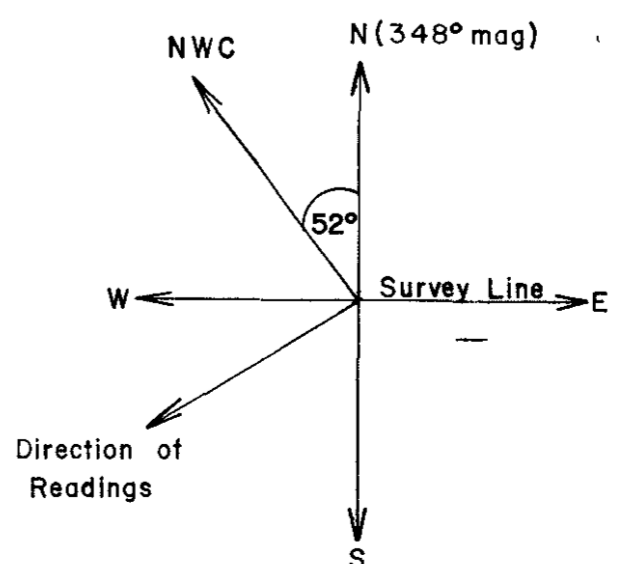 NWC
N (348° mag)
52°
W
Survey Line
E
Direction of
Readings
S